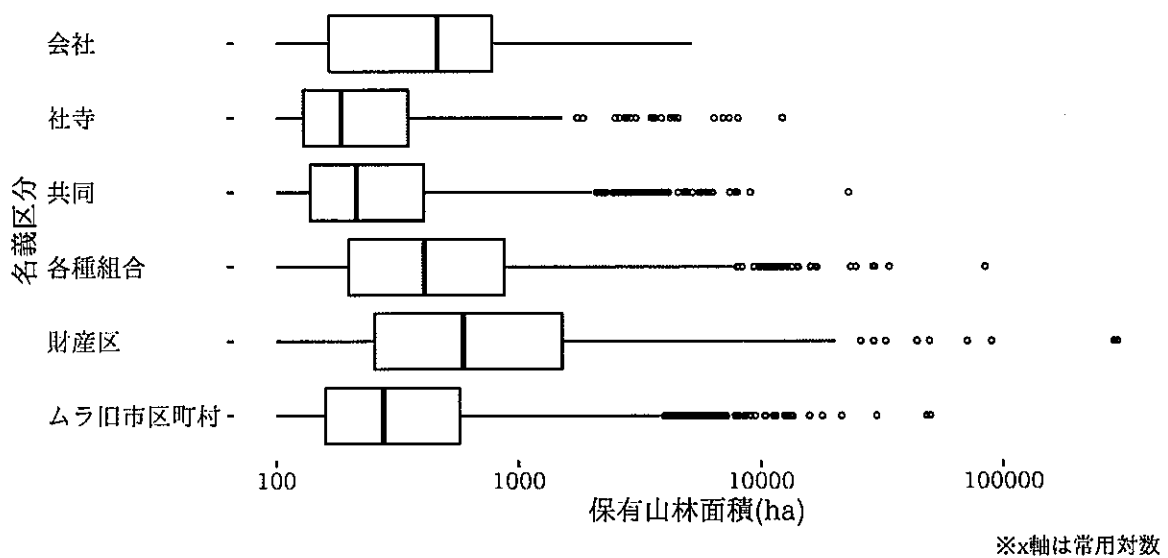 会社
社寺
共同
各種組合
財産区
ムラ旧市区町村
名義区分
100
1000
10000
100000
保有山林面積(ha)
※x軸は常用対数